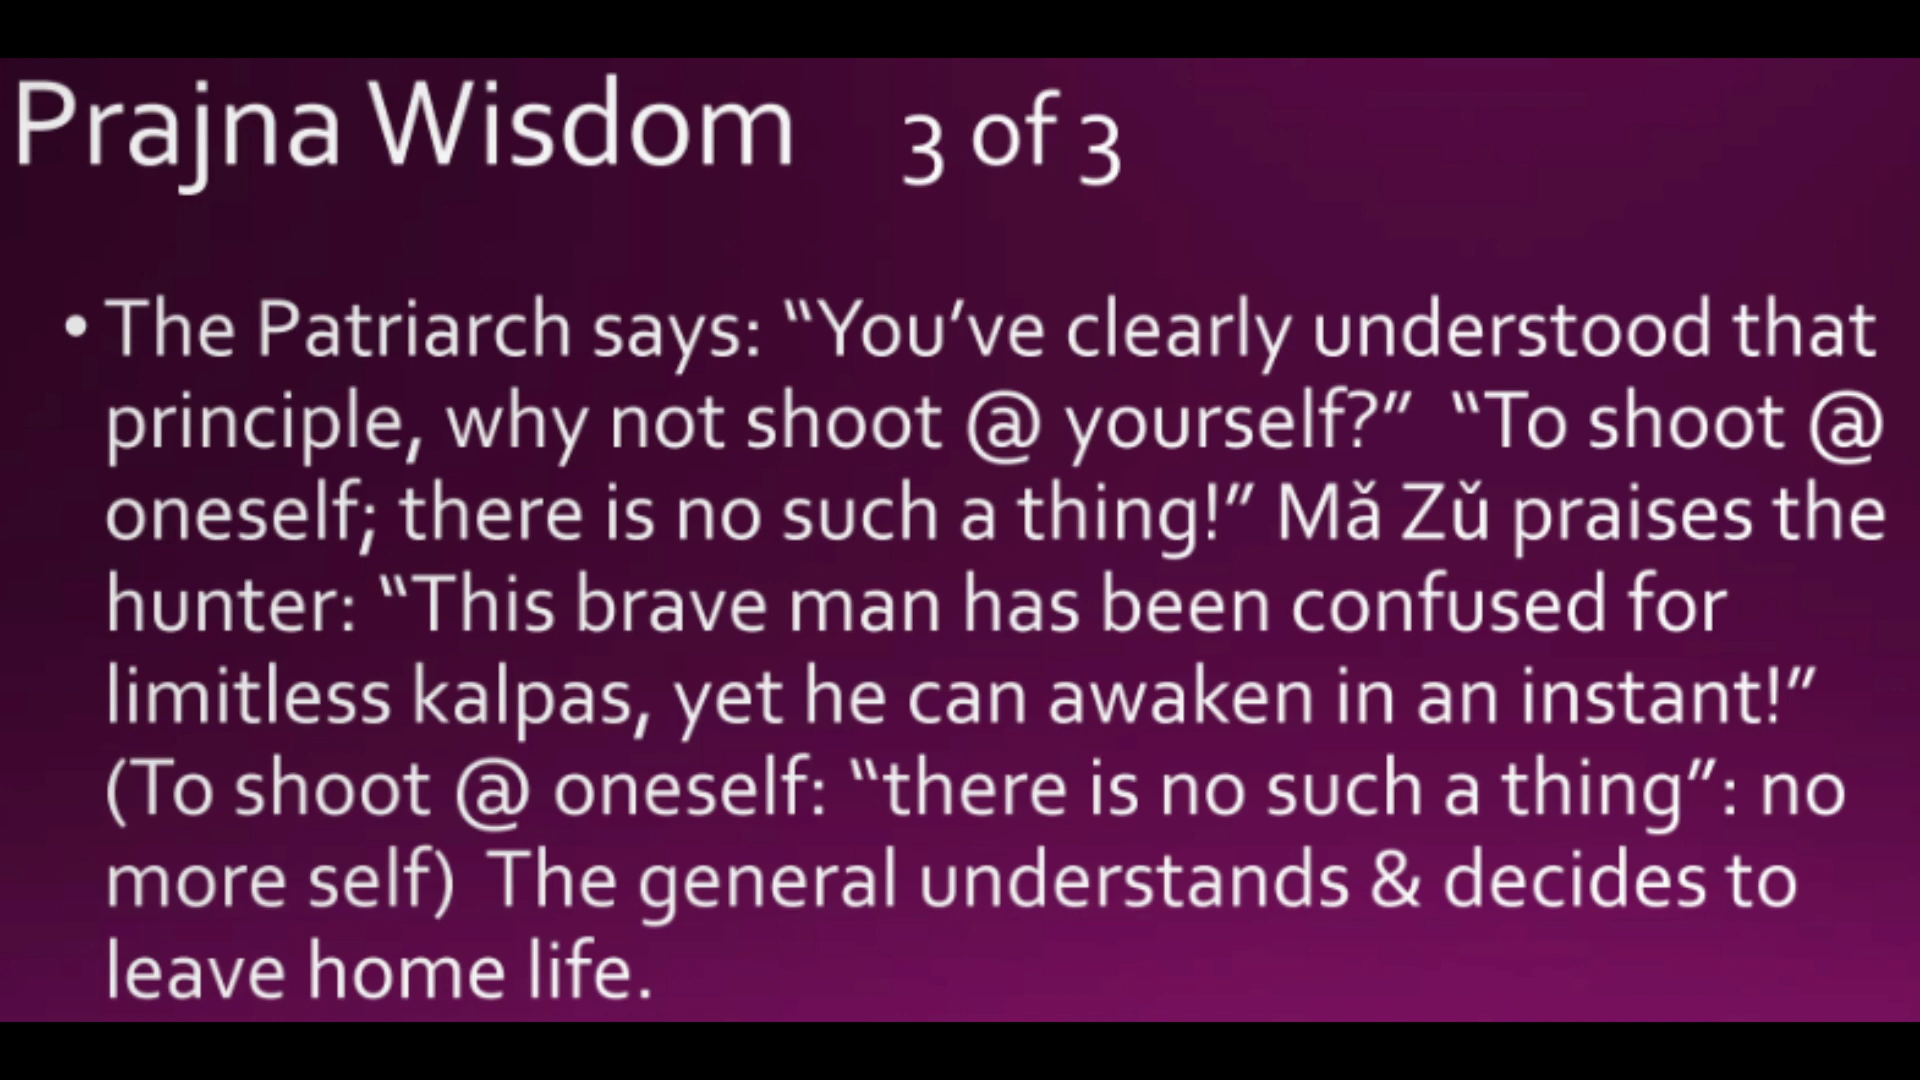 Prajna Wisdom 3 of 3
• The Patriarch says: “You’ve clearly understood that
principle, why not shoot @ yourself?” “To shoot @
oneself; there is no such a thing!” Mǎ Zǔ praises the
hunter: “This brave man has been confused for
limitless kalpas, yet he can awaken in an instant!”
(To shoot @ oneself: “there is no such a thing”: no
more self) The general understands & decides to
leave home life.